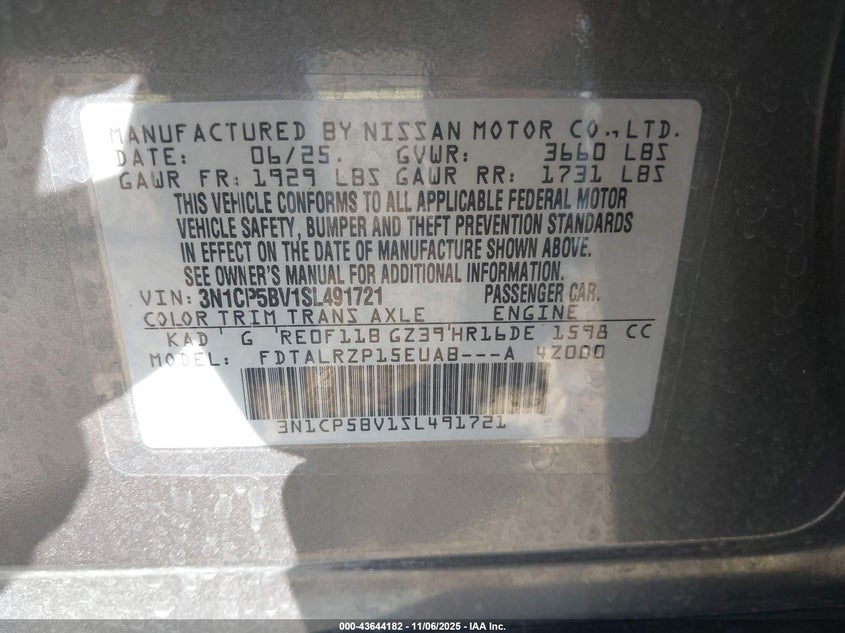 MANUFACTURED BY NISSAN MOTOR CO.,LTD.
DATE: 06/25. GVWR: 3660 LBS
GAWR FR: 1929 LBS GAWR RR: 1731 LBS
THIS VEHICLE CONFORMS TO ALL APPLICABLE FEDERAL MOTOR
VEHICLE SAFETY, BUMPER AND THEFT PREVENTION STANDARDS
IN EFFECT ON THE DATE OF MANUFACTURE SHOWN ABOVE.
SEE OWNER'S MANUAL FOR ADDITIONAL INFORMATION.
VIN: 3N1CP5BV1SL491721 PASSENGER CAR.
COLOR TRIM TRANS AXLE ENGINE
KAD G RE0F11B GZ39 HR16DE 1598 CC
MODEL: FDTALRZP15EUAB---A 4Z000
3N1CP5BV1SL491721
000-43644182 - 11/06/2025 - IAA Inc.